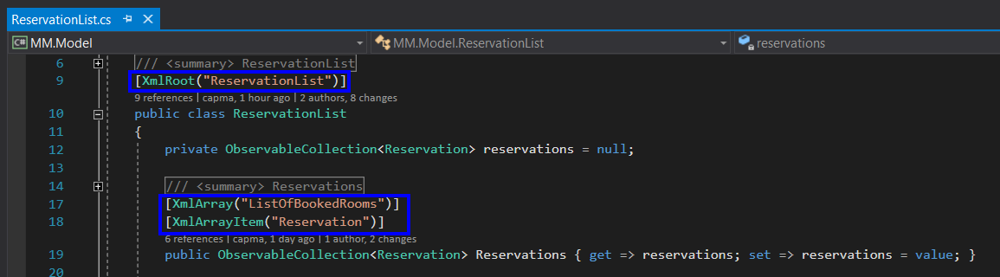 ReservationList.cs
C# MM.Model MM.Model.ReservationList reservations
6 /// <summary> ReservationList
9 [XmlRoot("ReservationList")]
9 references | capma, 1 hour ago | 2 authors, 8 changes
10 public class ReservationList
11 {
12 private ObservableCollection<Reservation> reservations = null;
13
14 /// <summary> Reservations
17 [XmlArray("ListOfBookedRooms")]
18 [XmlArrayItem("Reservation")]
6 references | capma, 1 day ago | 1 author, 2 changes
19 public ObservableCollection<Reservation> Reservations { get => reservations; set => reservations = value; }